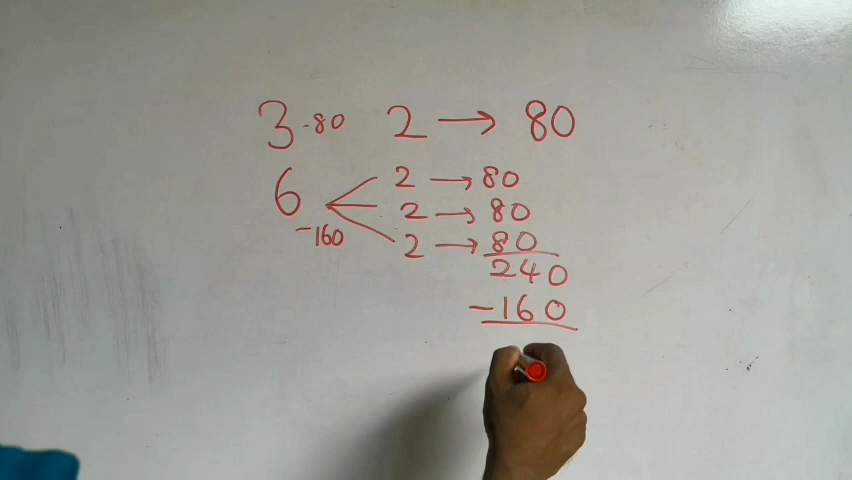 3 -80 2 → 80
6 2 → 80
2 → 80
-160 2 → 80
240
-160